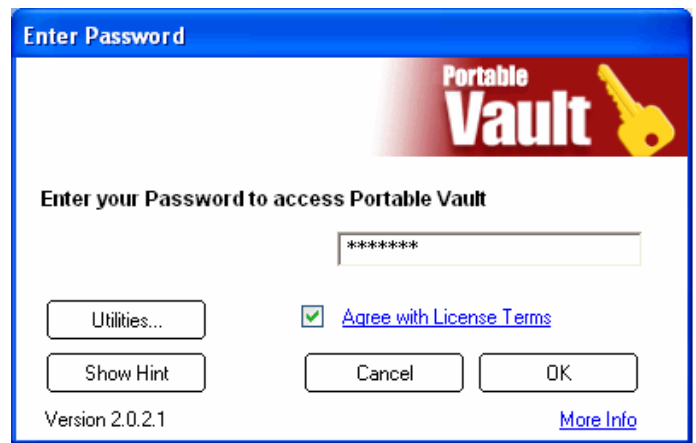 Enter Password
Portable
Vault
Enter your Password to access Portable Vault
*******
Utilities...
Agree with License Terms
Show Hint
Cancel
OK
Version 2.0.2.1
More Info